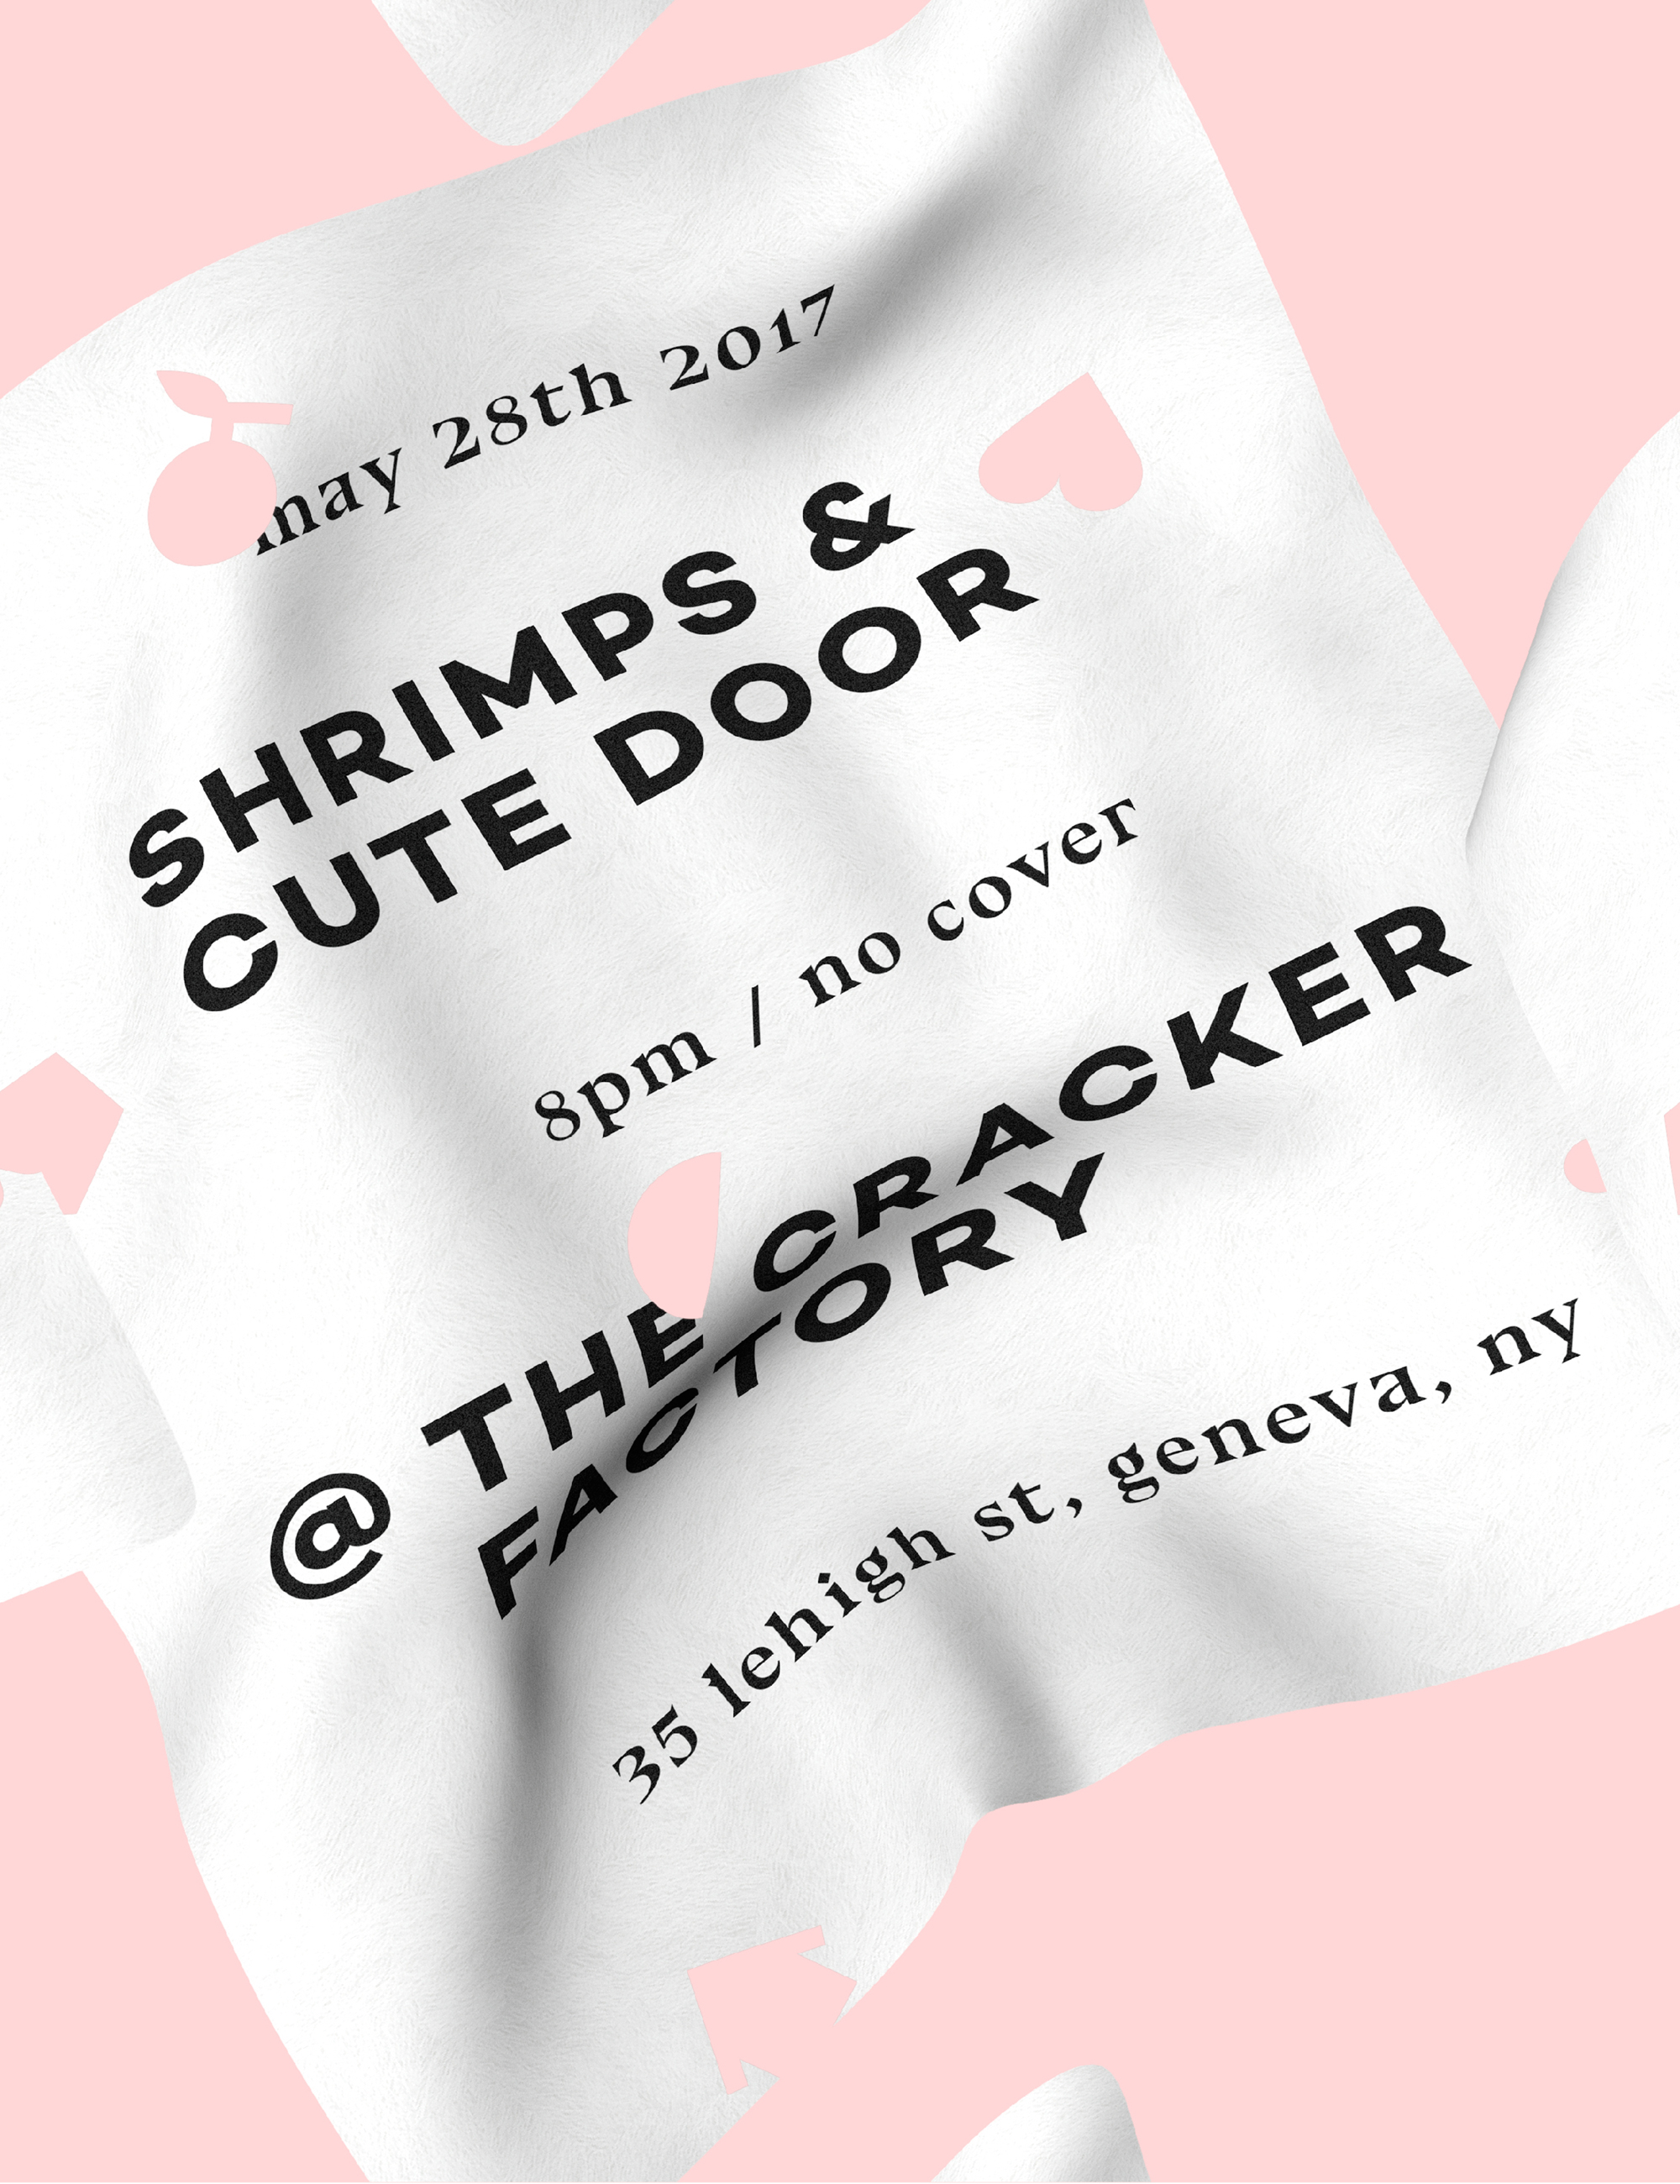 may 28th 2017
SHRIMPS &
CUTE DOOR
8pm / no cover
@ THE CRACKER
FACTORY
35 lehigh st, geneva, ny